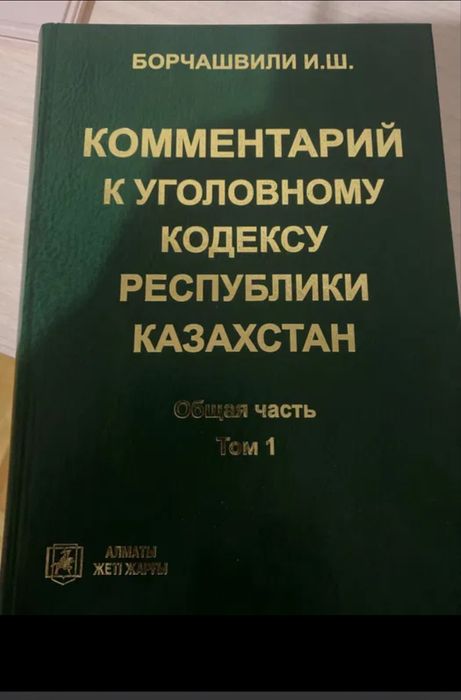 БОРЧАШВИЛИ И.Ш.
КОММЕНТАРИЙ
К УГОЛОВНОМУ
КОДЕКСУ
РЕСПУБЛИКИ
КАЗАХСТАН
Общая часть
Том 1
АЛМАТЫ
ЖЕТІ ЖАРҒЫ